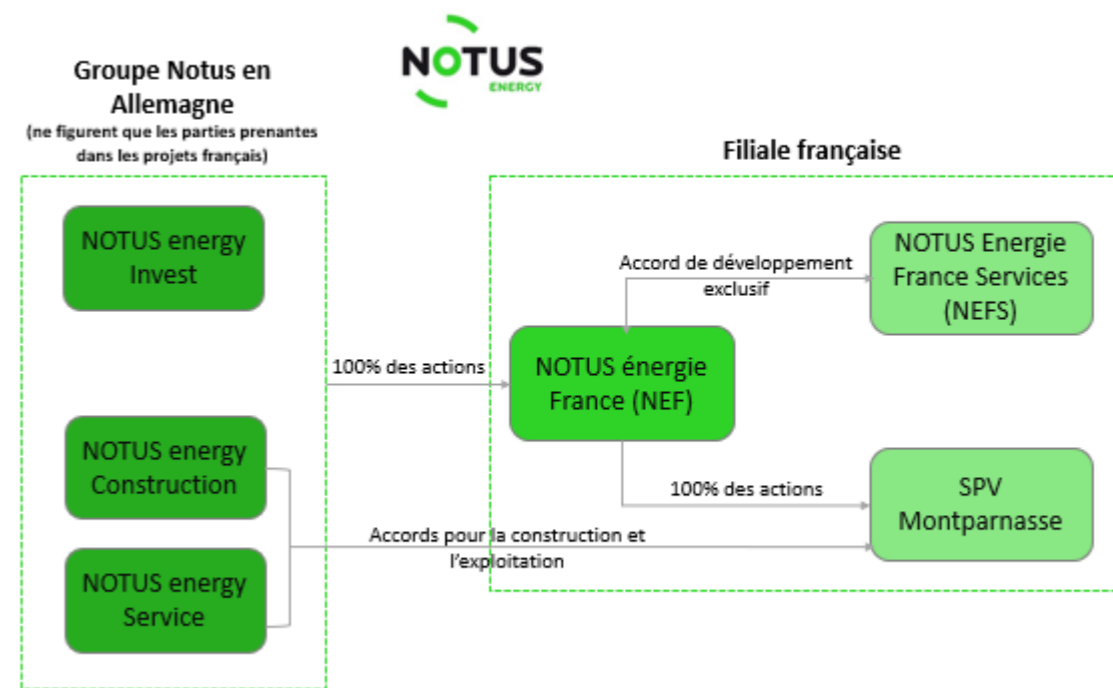 NOTUS
ENERGY
Groupe Notus en
Allemagne
(ne figurent que les parties prenantes
dans les projets français)
Filiale française
NOTUS energy
Invest
NOTUS Energie
France Services
(NEFS)
Accord de développement
exclusif
100% des actions
NOTUS énergie
France (NEF)
NOTUS energy
Construction
100% des actions
SPV
Montparnasse
Accords pour la construction et
l'exploitation
NOTUS energy
Service